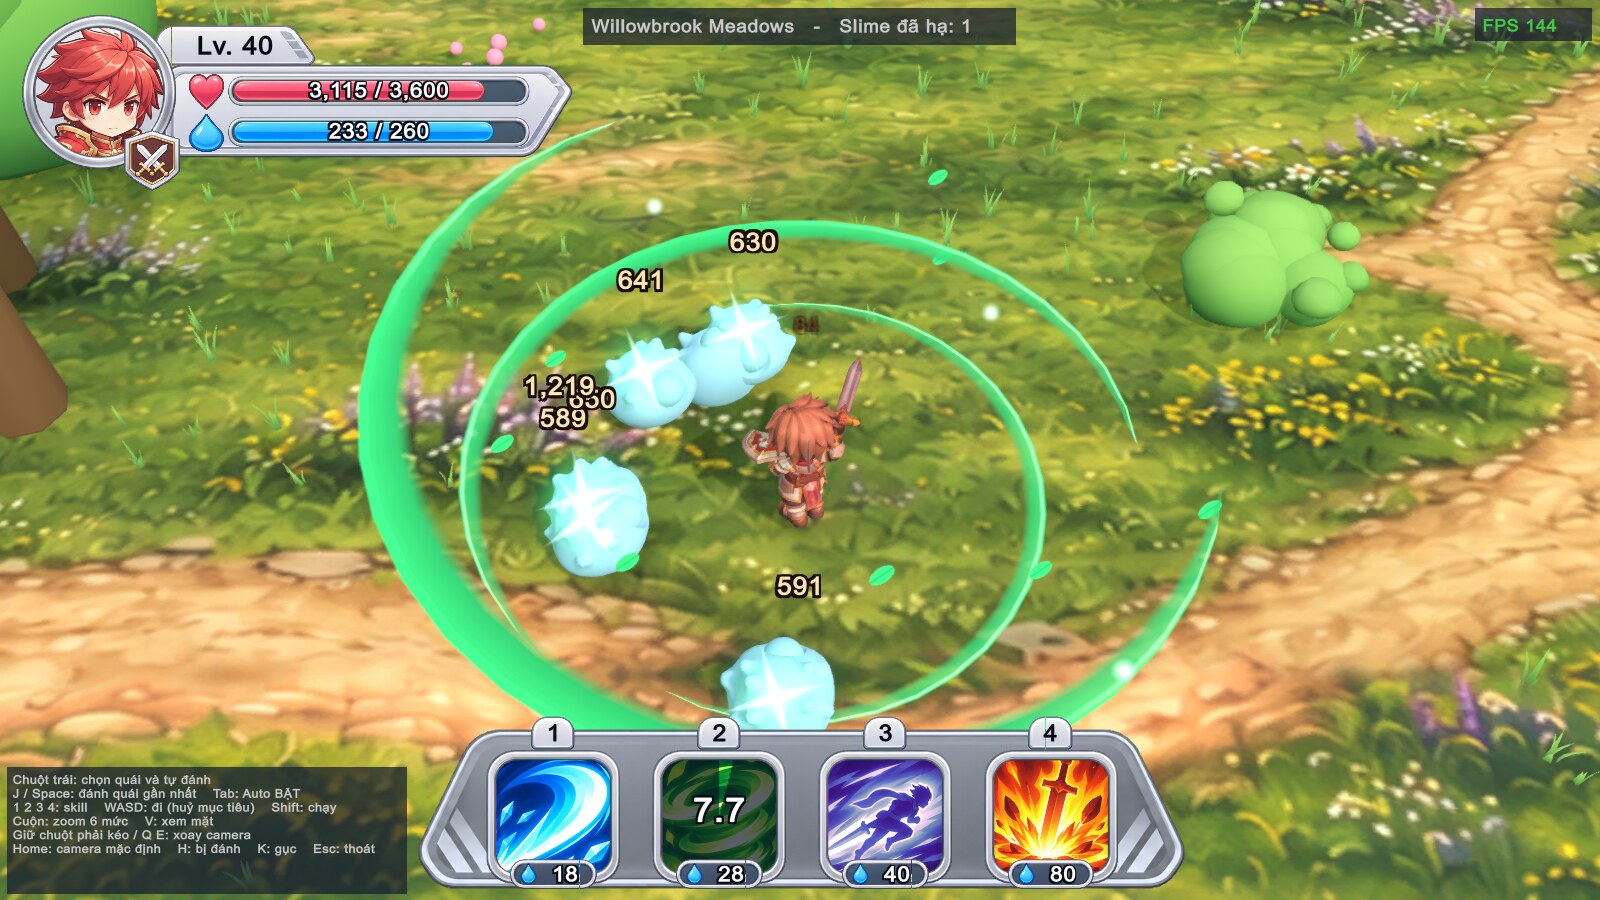 Willowbrook Meadows - Slime đã hạ: 1
FPS 144
Lv. 40
3,115 / 3,600
233 / 260
630
641
1,219
630
589
591
1 2 3 4
7.7
18 28 40 80
Chuột trái: chọn quái và tự đánh
J / Space: đánh quái gần nhất Tab: Auto BẬT
1 2 3 4: skill WASD: đi (huỷ mục tiêu) Shift: chạy
Cuộn: zoom 6 mức V: xem mặt
Giữ chuột phải kéo / Q E: xoay camera
Home: camera mặc định H: bị đánh K: gục Esc: thoát